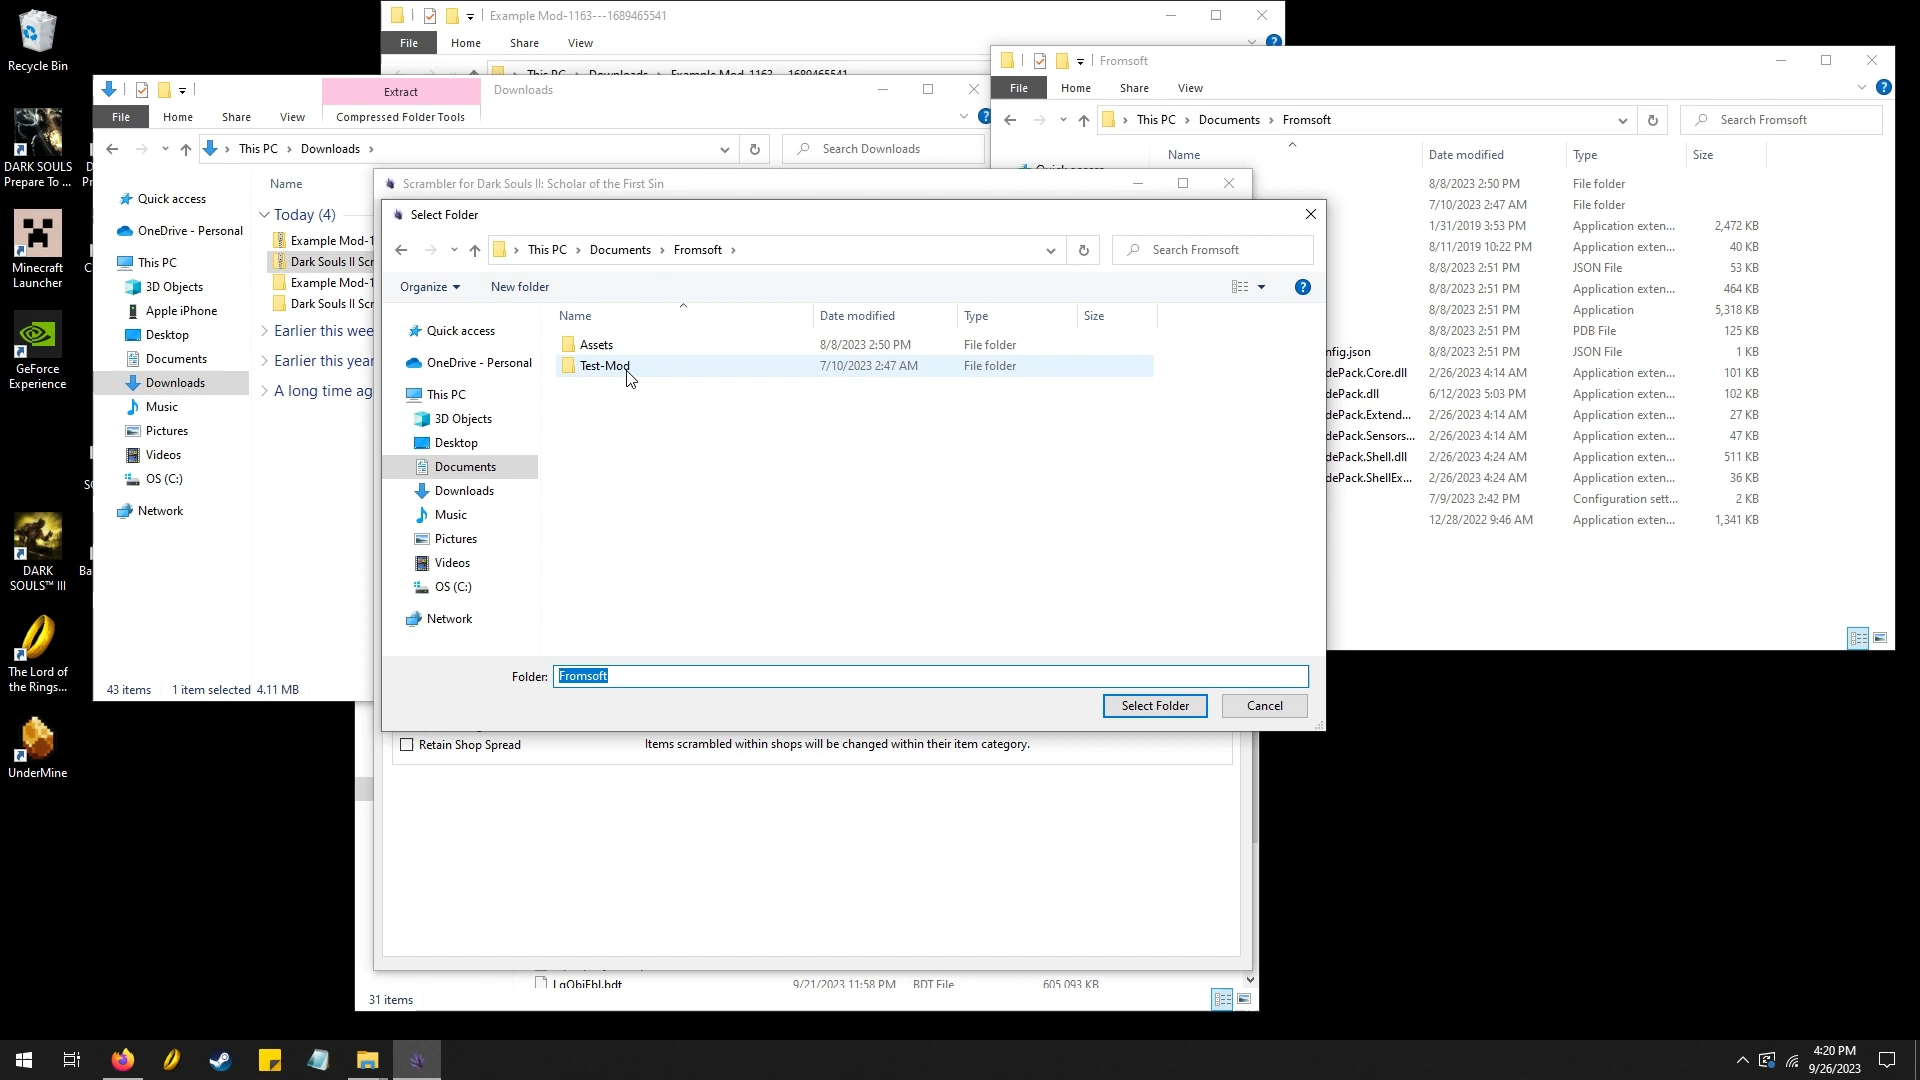 Recycle Bin
DARK SOULS
Prepare To ...
Minecraft
Launcher
GeForce
Experience
DARK
SOULS™ III
The Lord of
the Rings...
UnderMine
Example Mod-1163---1689465541
File
Home
Share
View
This PC
Downloads
Example Mod-1163---1689465541
Extract
Downloads
File
Home
Share
View
Compressed Folder Tools
This PC
Downloads
Search Downloads
Quick access
OneDrive - Personal
This PC
3D Objects
Apple iPhone
Desktop
Documents
Downloads
Music
Pictures
Videos
OS (C:)
Network
Name
Today (4)
Example Mod-1
Dark Souls II Scr
Example Mod-1
Dark Souls II Scr
Earlier this wee
Earlier this year
A long time ag
43 items
1 item selected 4.11 MB
Fromsoft
File
Home
Share
View
This PC
Documents
Fromsoft
Search Fromsoft
Quick access
Name
Date modified
Type
Size
8/8/2023 2:50 PM
File folder
7/10/2023 2:47 AM
File folder
1/31/2019 3:53 PM
Application exten...
2,472 KB
8/11/2019 10:22 PM
Application exten...
40 KB
8/8/2023 2:51 PM
JSON File
53 KB
8/8/2023 2:51 PM
Application exten...
464 KB
8/8/2023 2:51 PM
Application
5,318 KB
8/8/2023 2:51 PM
PDB File
125 KB
nfig.json
8/8/2023 2:51 PM
JSON File
1 KB
dePack.Core.dll
2/26/2023 4:14 AM
Application exten...
101 KB
dePack.dll
6/12/2023 5:03 PM
Application exten...
102 KB
dePack.Extend...
2/26/2023 4:14 AM
Application exten...
27 KB
dePack.Sensors...
2/26/2023 4:14 AM
Application exten...
47 KB
dePack.Shell.dll
2/26/2023 4:24 AM
Application exten...
511 KB
dePack.ShellEx...
2/26/2023 4:24 AM
Application exten...
36 KB
7/9/2023 2:42 PM
Configuration sett...
2 KB
12/28/2022 9:46 AM
Application exten...
1,341 KB
Scrambler for Dark Souls II: Scholar of the First Sin
Select Folder
This PC
Documents
Fromsoft
Search Fromsoft
Organize
New folder
Quick access
OneDrive - Personal
This PC
3D Objects
Desktop
Documents
Downloads
Music
Pictures
Videos
OS (C:)
Network
Name
Date modified
Type
Size
Assets
8/8/2023 2:50 PM
File folder
Test-Mod
7/10/2023 2:47 AM
File folder
Folder:
Fromsoft
Select Folder
Cancel
Retain Shop Spread
Items scrambled within shops will be changed within their item category.
LqObjFbl.bdt
9/21/2023 11:58 PM
BDT File
605,093 KB
31 items
4:20 PM
9/26/2023